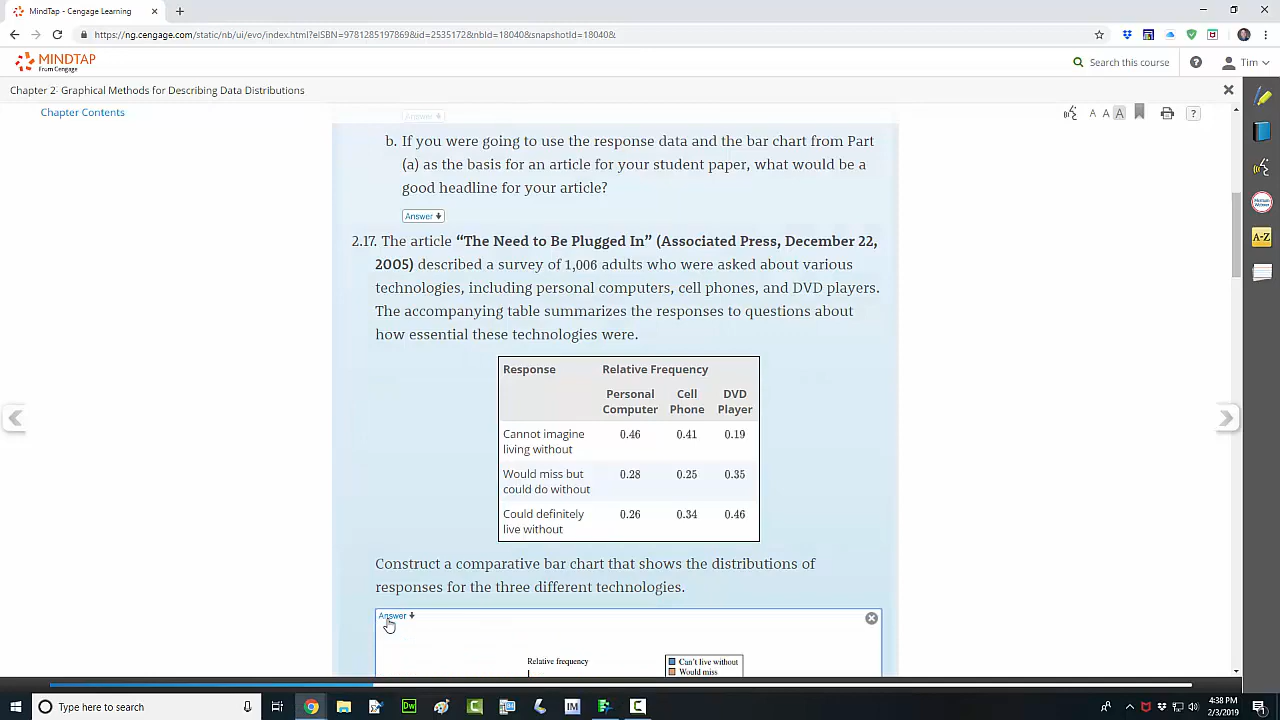 MindTap - Cengage Learning
https://ng.cengage.com/static/nb/ui/evo/index.html?eISBN=9781285197869&id=2535172&nbId=18040&snapshotId=18040&
MINDTAP
From Cengage
Search this course
Tim
Chapter 2- Graphical Methods for Describing Data Distributions
Chapter Contents
A A A
?
Answer
b. If you were going to use the response data and the bar chart from Part
(a) as the basis for an article for your student paper, what would be a
good headline for your article?
Answer
2.17. The article “The Need to Be Plugged In” (Associated Press, December 22,
2005) described a survey of 1,006 adults who were asked about various
technologies, including personal computers, cell phones, and DVD players.
The accompanying table summarizes the responses to questions about
how essential these technologies were.
Response Relative Frequency
Personal Computer Cell Phone DVD Player
Cannot imagine living without 0.46 0.41 0.19
Would miss but could do without 0.28 0.25 0.35
Could definitely live without 0.26 0.34 0.46
Construct a comparative bar chart that shows the distributions of
responses for the three different technologies.
Answer
Relative frequency
Can't live without
Would miss
A-Z
Type here to search
Dw
IM
4:38 PM
2/3/2019